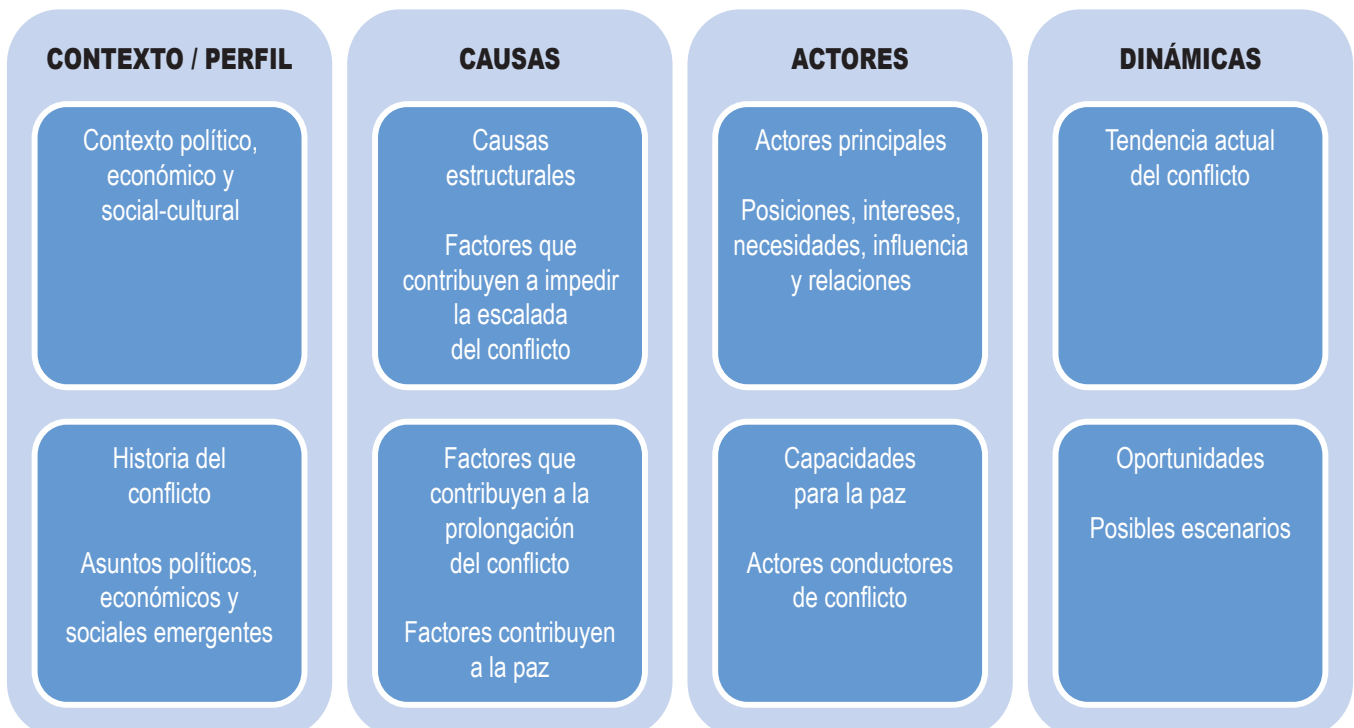 CONTEXTO / PERFIL
Contexto político,
económico y
social-cultural
Historia del
conflicto
Asuntos políticos,
económicos y
sociales emergentes
CAUSAS
Causas
estructurales
Factores que
contribuyen a impedir
la escalada
del conflicto
Factores que
contribuyen a la
prolongación
del conflicto
Factores contribuyen
a la paz
ACTORES
Actores principales
Posiciones, intereses,
necesidades, influencia
y relaciones
Capacidades
para la paz
Actores conductores
de conflicto
DINÁMICAS
Tendencia actual
del conflicto
Oportunidades
Posibles escenarios